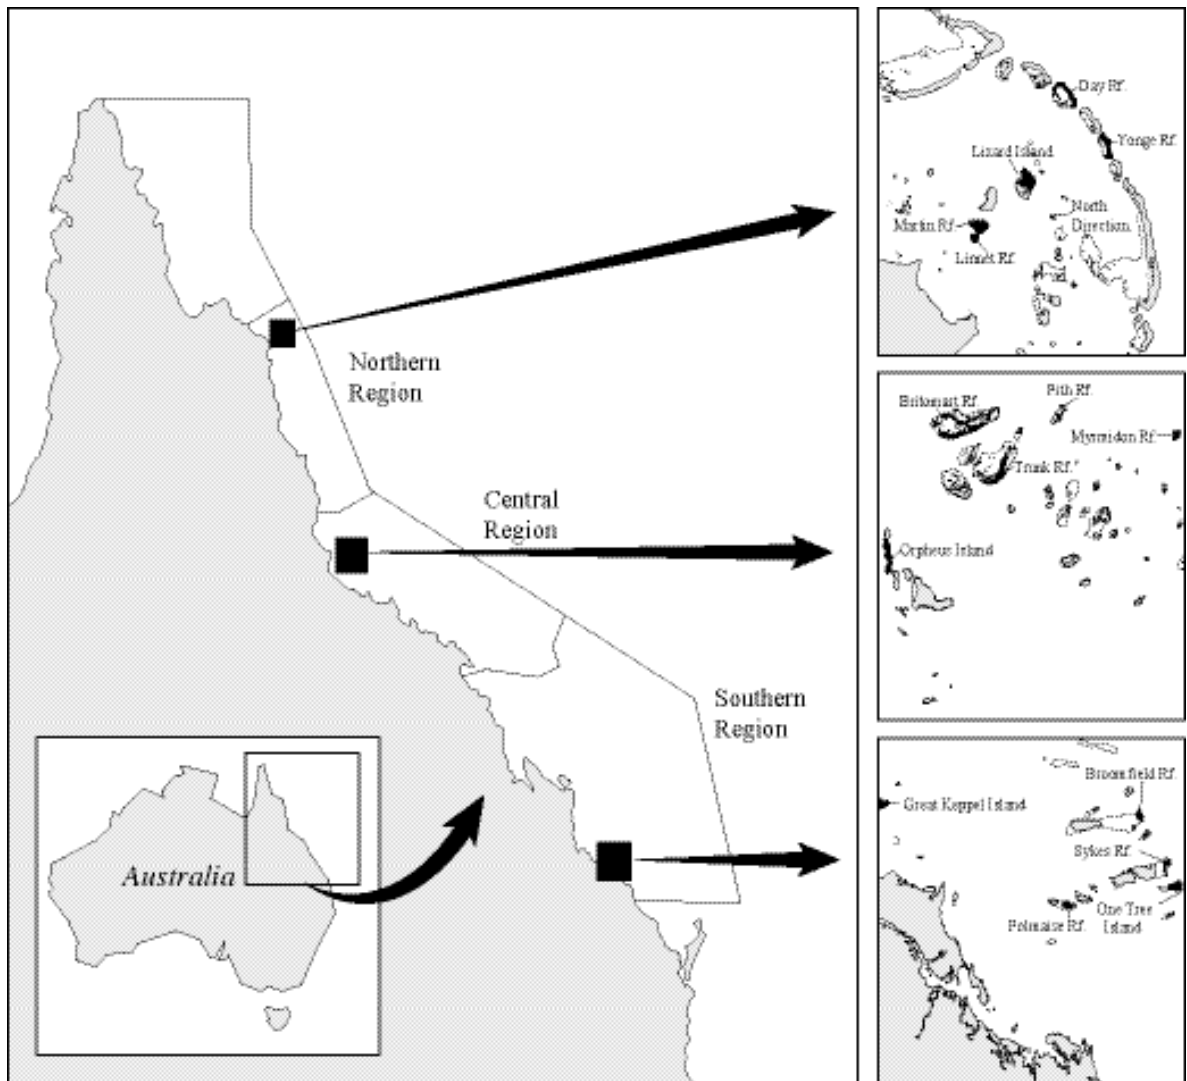 Northern
Region
Central
Region
Southern
Region
Australia
Day Rf.
Yonge Rf.
Lizard Island
North
Direction.
Martin Rf.
Linnet Rf.
Britomart Rf.
Pith Rf.
Myrmidon Rf.
Trunk Rf.
Orpheus Island
Broomfield Rf.
Great Keppel Island
Sykes Rf.
One Tree
Island
Polmaise Rf.